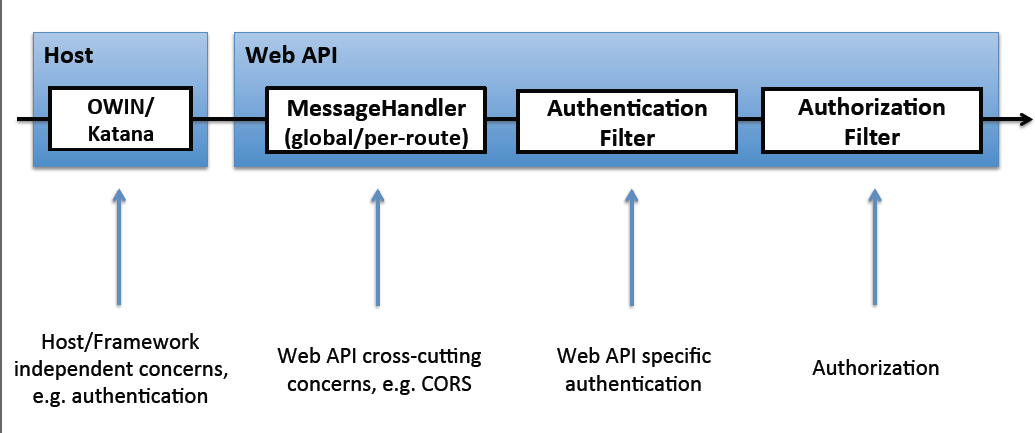 Host
Web API
OWIN/
Katana
MessageHandler
(global/per-route)
Authentication
Filter
Authorization
Filter
Host/Framework
independent concerns,
e.g. authentication
Web API cross-cutting
concerns, e.g. CORS
Web API specific
authentication
Authorization